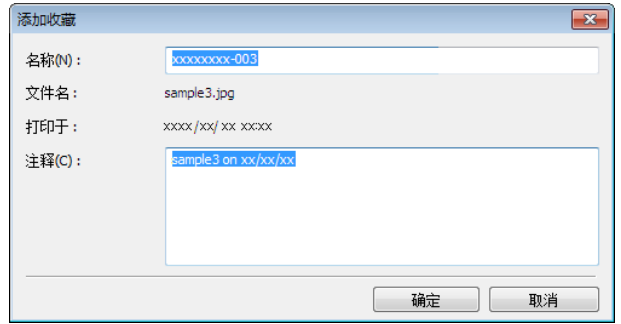 添加收藏
名称(N)： xxxxxxxx-003
文件名： sample3.jpg
打印于： xxxx/xx/ xx xx:xx
注释(C)： sample3 on xx/xx/xx
确定 取消